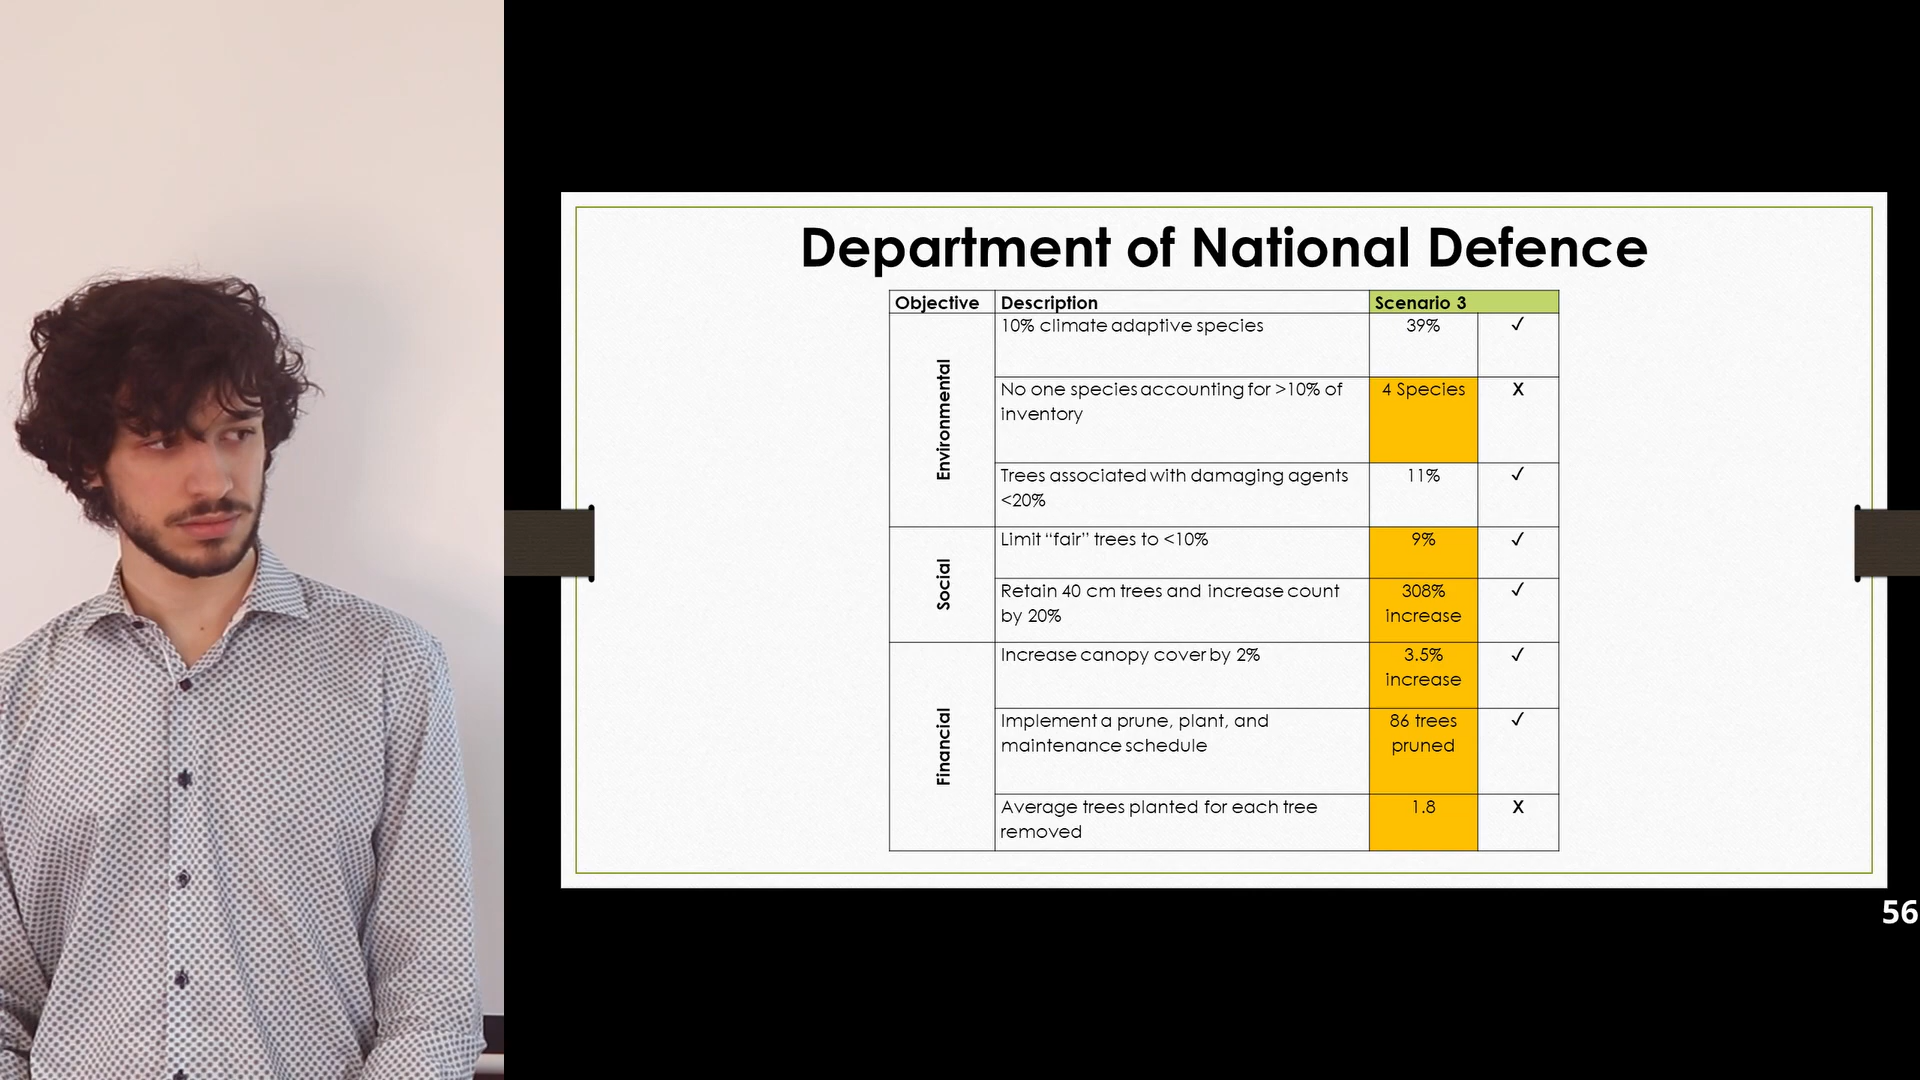 Department of National Defence
Objective Description Scenario 3
Environmental
10% climate adaptive species 39% ✓
No one species accounting for >10% of
inventory
4 Species X
Trees associated with damaging agents
<20%
11% ✓
Social
Limit “fair” trees to <10% 9% ✓
Retain 40 cm trees and increase count
by 20%
308%
increase
✓
Financial
Increase canopy cover by 2% 3.5%
increase
✓
Implement a prune, plant, and
maintenance schedule
86 trees
pruned
✓
Average trees planted for each tree
removed
1.8 X
56